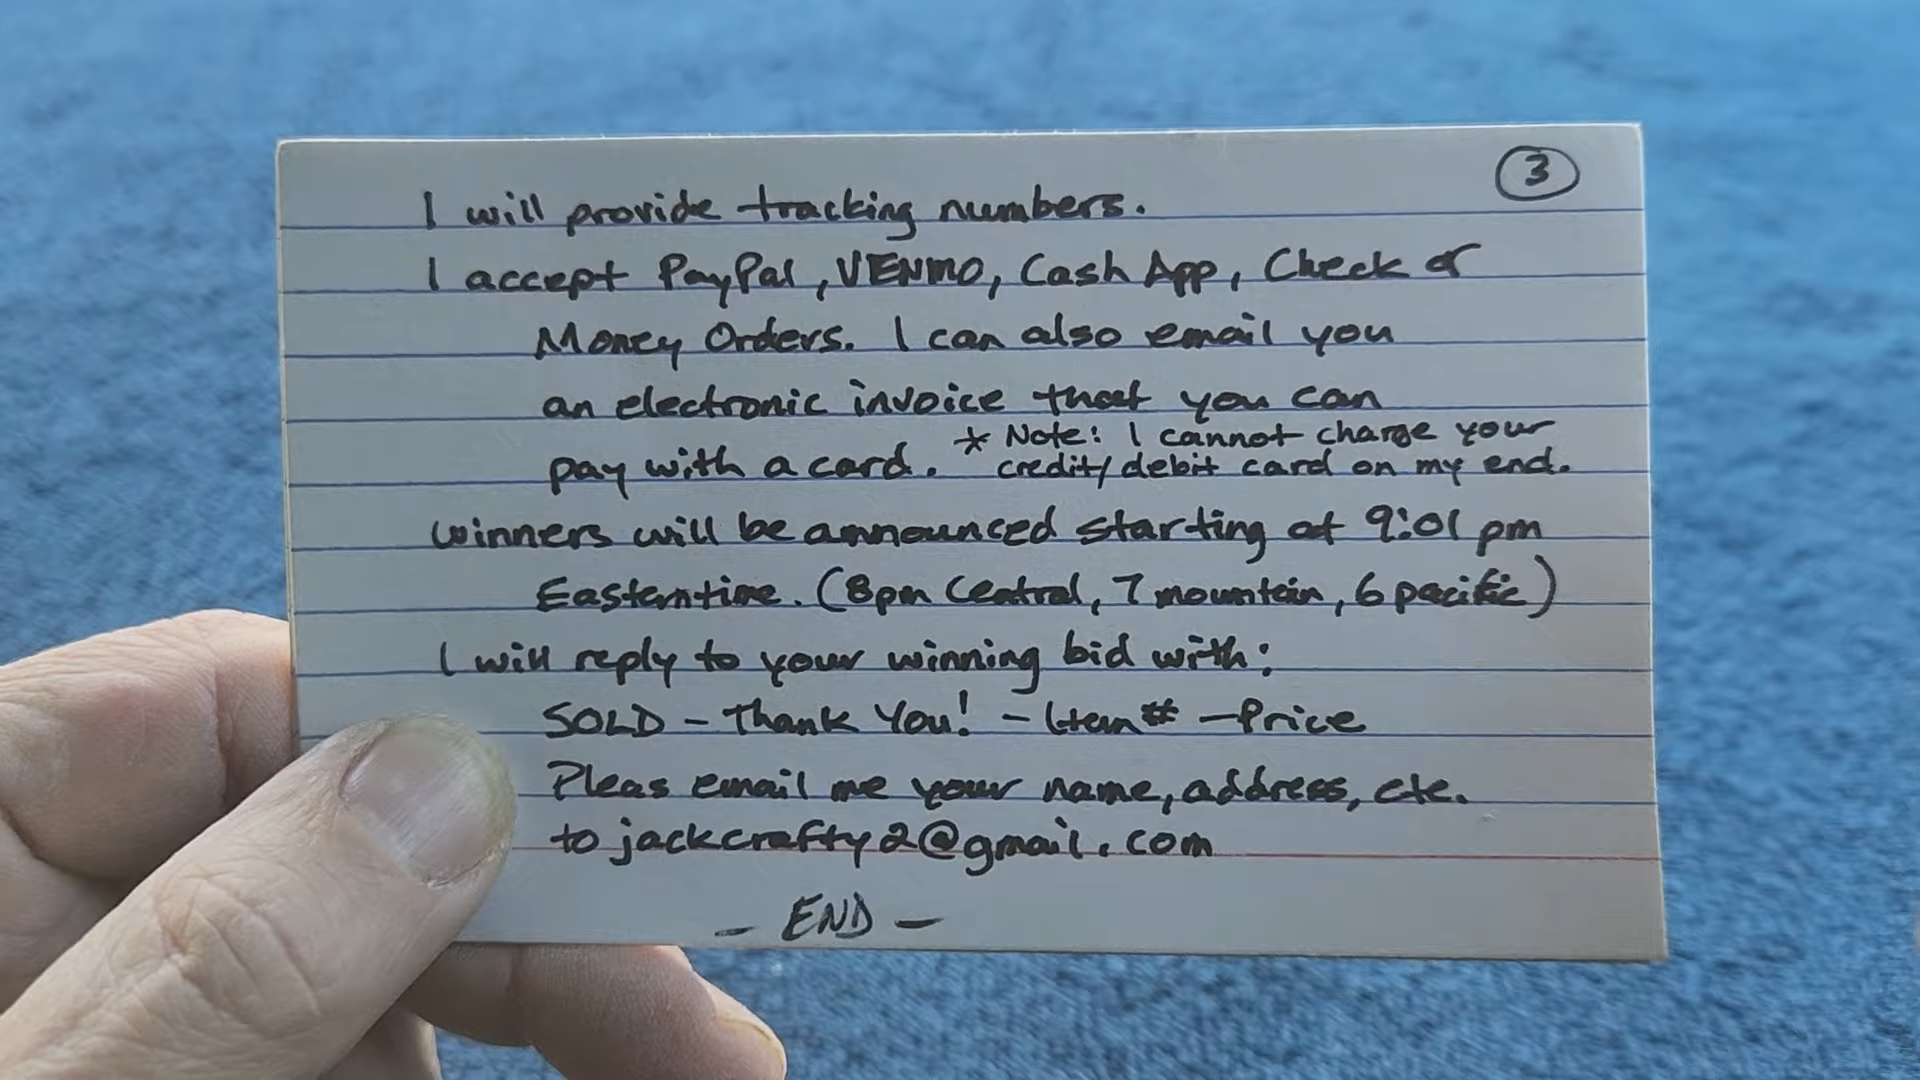 3
I will provide tracking numbers.
I accept PayPal, VENMO, Cash App, Check or
Money Orders. I can also email you
an electronic invoice that you can
pay with a card. * Note: I cannot charge your
credit/debit card on my end.
Winners will be announced starting at 9:01 pm
Eastern time. (8pm Central, 7 mountain, 6 pacific)
I will reply to your winning bid with:
SOLD - Thank You! - Item # - Price
Pleas email me your name, address, etc.
to jackcrafty2@gmail.com
- END -